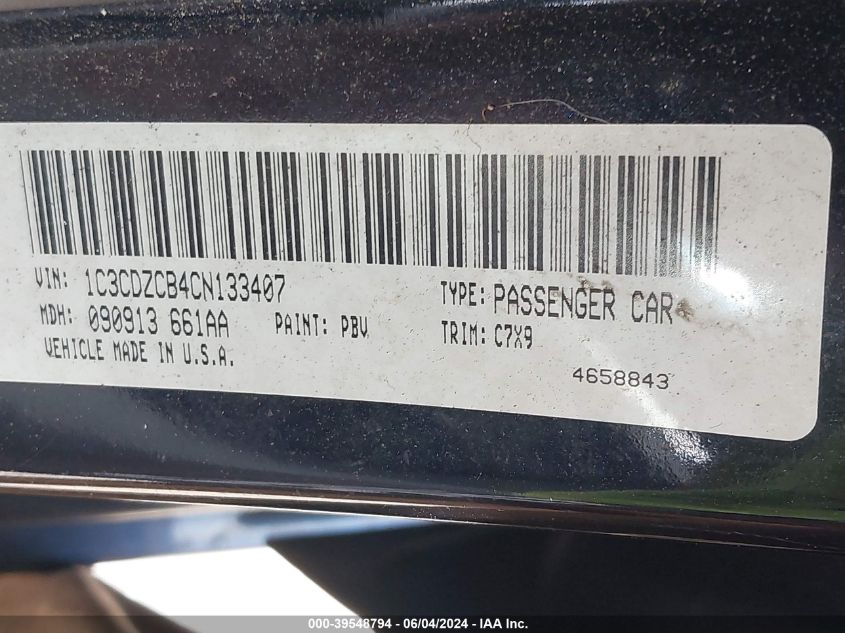 VIN: 1C3CDZCB4CN133407 TYPE: PASSENGER CAR
MDH: 090913 661AA PAINT: PBV TRIM: C7X9
VEHICLE MADE IN U.S.A.
4658843
000-39548794 - 06/04/2024 - IAA Inc.